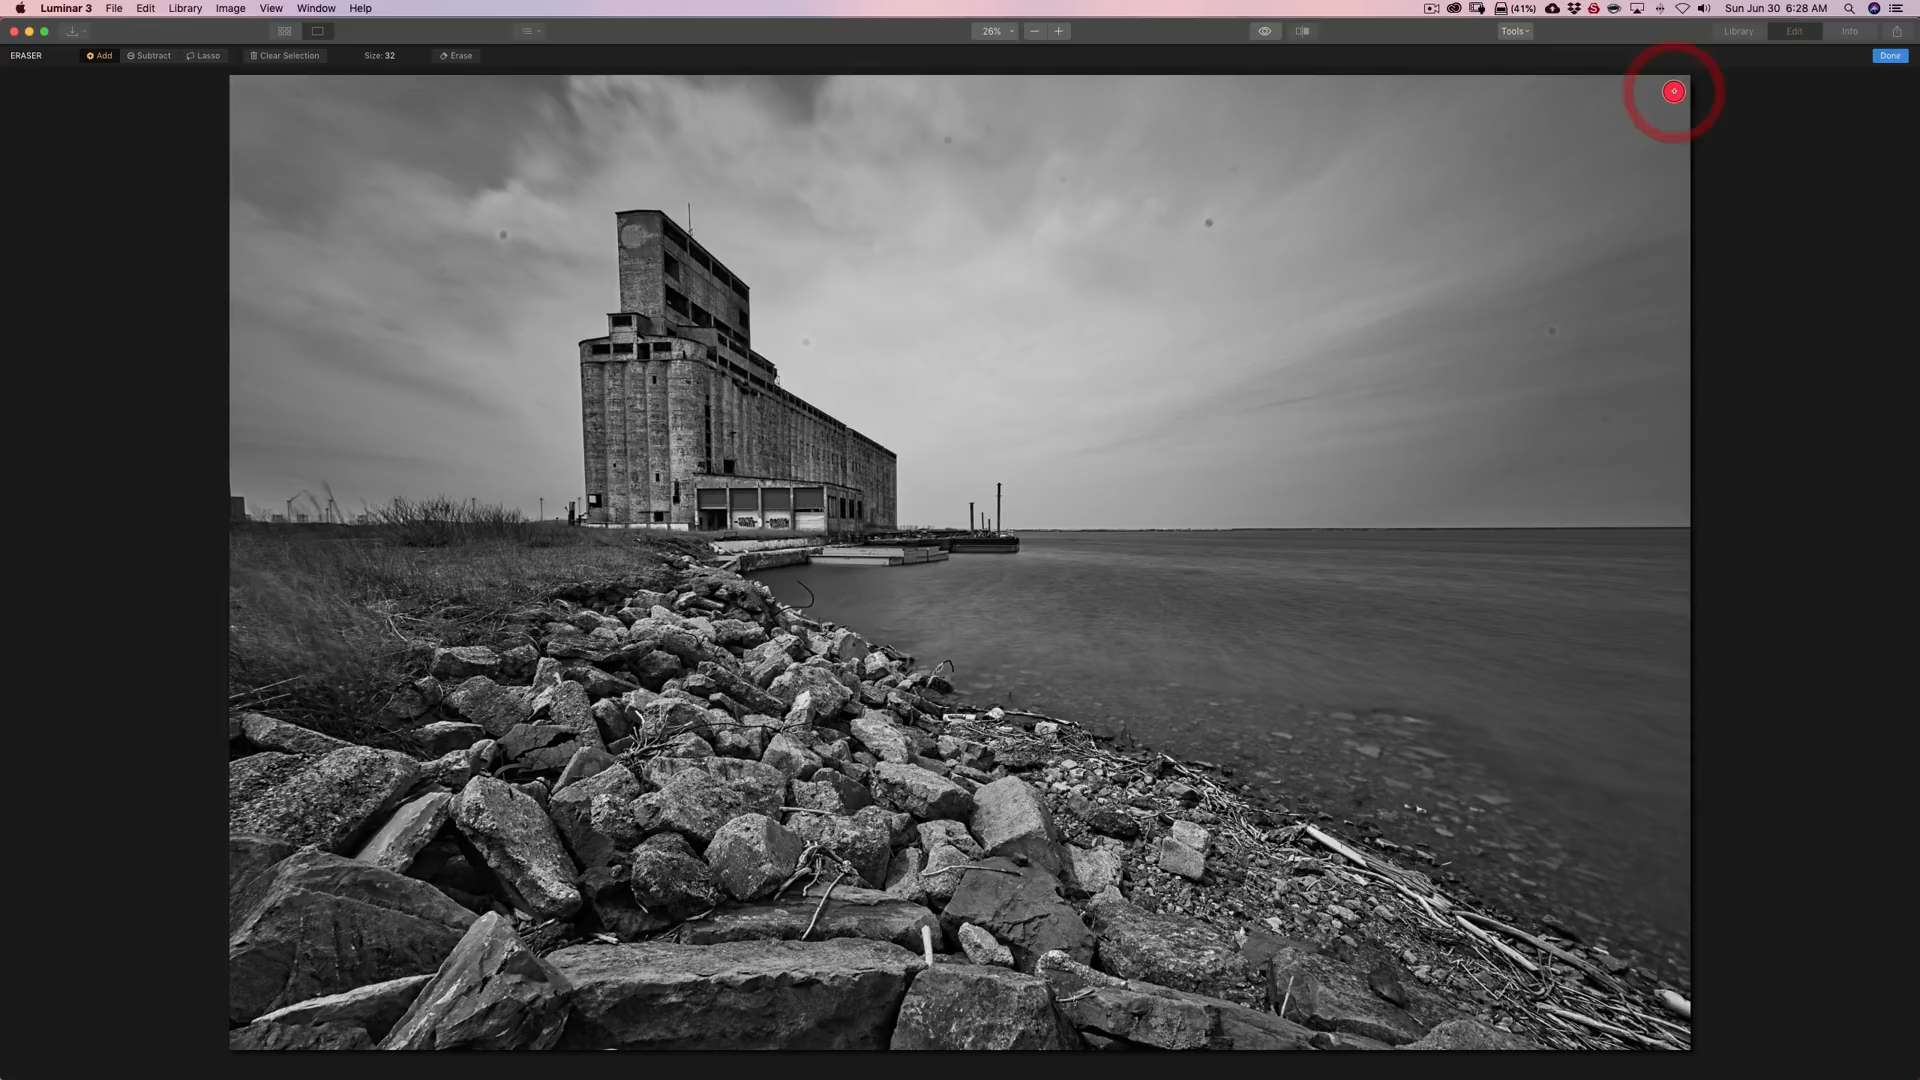 Luminar 3 File Edit Library Image View Window Help (41%) Sun Jun 30 6:28 AM
26% Tools Library Edit Info
ERASER Add Subtract Lasso Clear Selection Size: 32 Erase Done